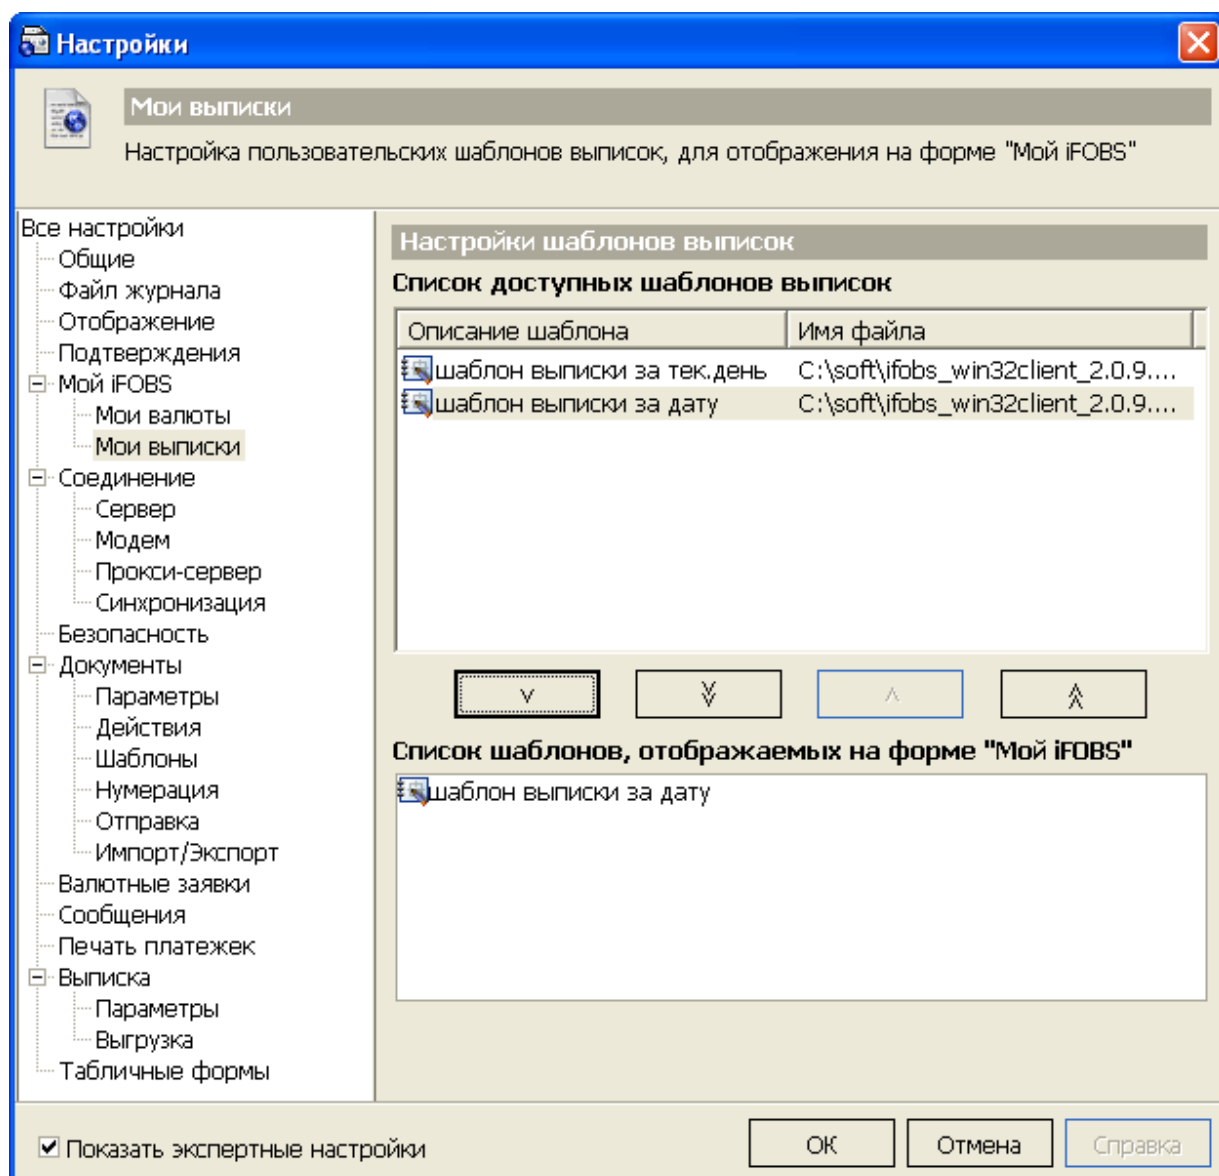 Настройки
Мои выписки
Настройка пользовательских шаблонов выписок, для отображения на форме "Мой iFOBS"
Все настройки
Общие
Файл журнала
Отображение
Подтверждения
Мой iFOBS
Мои валюты
Мои выписки
Соединение
Сервер
Модем
Прокси-сервер
Синхронизация
Безопасность
Документы
Параметры
Действия
Шаблоны
Нумерация
Отправка
Импорт/Экспорт
Валютные заявки
Сообщения
Печать платежек
Выписка
Параметры
Выгрузка
Табличные формы
Настройки шаблонов выписок
Список доступных шаблонов выписок
Описание шаблона Имя файла
шаблон выписки за тек.день C:\soft\ifobs_win32client_2.0.9....
шаблон выписки за дату C:\soft\ifobs_win32client_2.0.9....
Список шаблонов, отображаемых на форме "Мой iFOBS"
шаблон выписки за дату
Показать экспертные настройки
ОК Отмена Справка